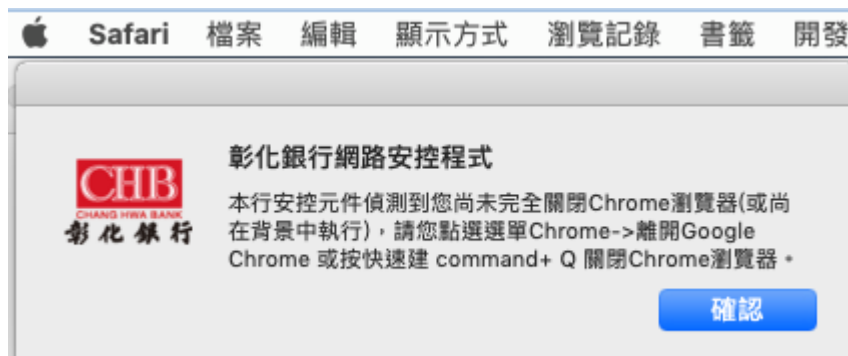 Safari 檔案 編輯 顯示方式 瀏覽記錄 書籤 開發
彰化銀行網路安控程式
CHB
CHANG HWA BANK
彰化銀行
本行安控元件偵測到您尚未完全關閉Chrome瀏覽器(或尚
在背景中執行)，請您點選選單Chrome->離開Google
Chrome 或按快速建 command+ Q 關閉Chrome瀏覽器。
確認